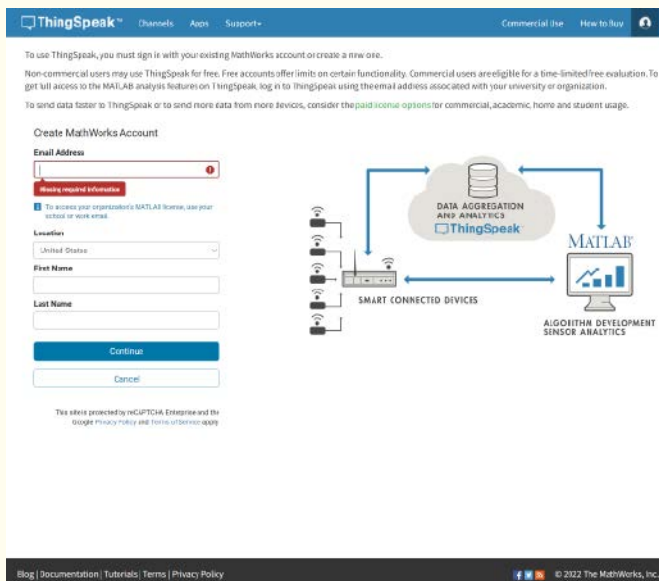 ThingSpeak™ Channels Apps Support Commercial Use How to Buy
To use ThingSpeak, you must sign in with your existing MathWorks account or create a new one.
Non-commercial users may use ThingSpeak for free. Free accounts offer limits on certain functionality. Commercial users are eligible for a time-limited free evaluation. To
get full access to the MATLAB analysis features on ThingSpeak, log in to ThingSpeak using the email address associated with your university or organization.
To send data faster to ThingSpeak or to send more data from more devices, consider the paid license options for commercial, academic, home and student usage.
Create MathWorks Account
Email Address
Missing required information
To access your organization's MATLAB license, use your
school or work email.
Location
United States
First Name
Last Name
Continue
Cancel
This site is protected by reCAPTCHA Enterprise and the
Google Privacy Policy and Terms of Service apply
DATA AGGREGATION
AND ANALYTICS
ThingSpeak
MATLAB
SMART CONNECTED DEVICES
ALGORITHM DEVELOPMENT
SENSOR ANALYTICS
Blog | Documentation | Tutorials | Terms | Privacy Policy © 2022 The MathWorks, Inc.